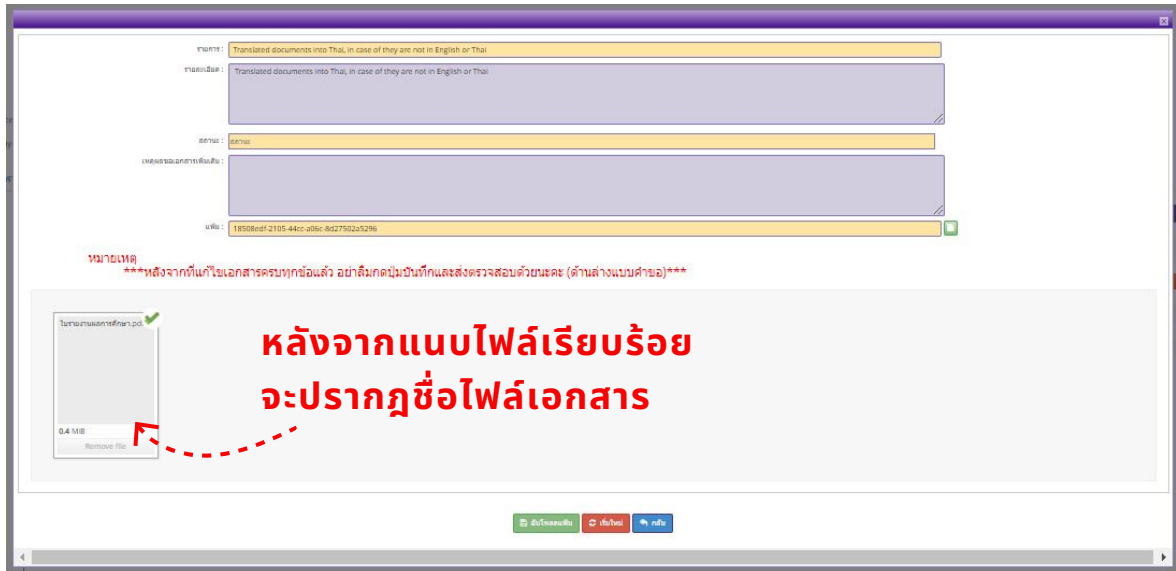 รายการ : Translated documents into Thai, in case of they are not in English or Thai
รายละเอียด : Translated documents into Thai, in case of they are not in English or Thai
สถานะ : สถานะ
เหตุผลขอเอกสารเพิ่มเติม :
แฟ้ม : 18508edf-2105-44cc-a06c-8d27502a5296
หมายเหตุ
***หลังจากที่แก้ไขเอกสารครบทุกข้อแล้ว อย่าลืมกดปุ่มบันทึกและส่งตรวจสอบด้วยนะคะ (ด้านล่างแบบคำขอ)***
ใบรายงานผลการศึกษา.pd
หลังจากแนบไฟล์เรียบร้อย
จะปรากฎชื่อไฟล์เอกสาร
0.4 MiB
Remove file
อัปโหลดแฟ้ม เริ่มใหม่ กลับ